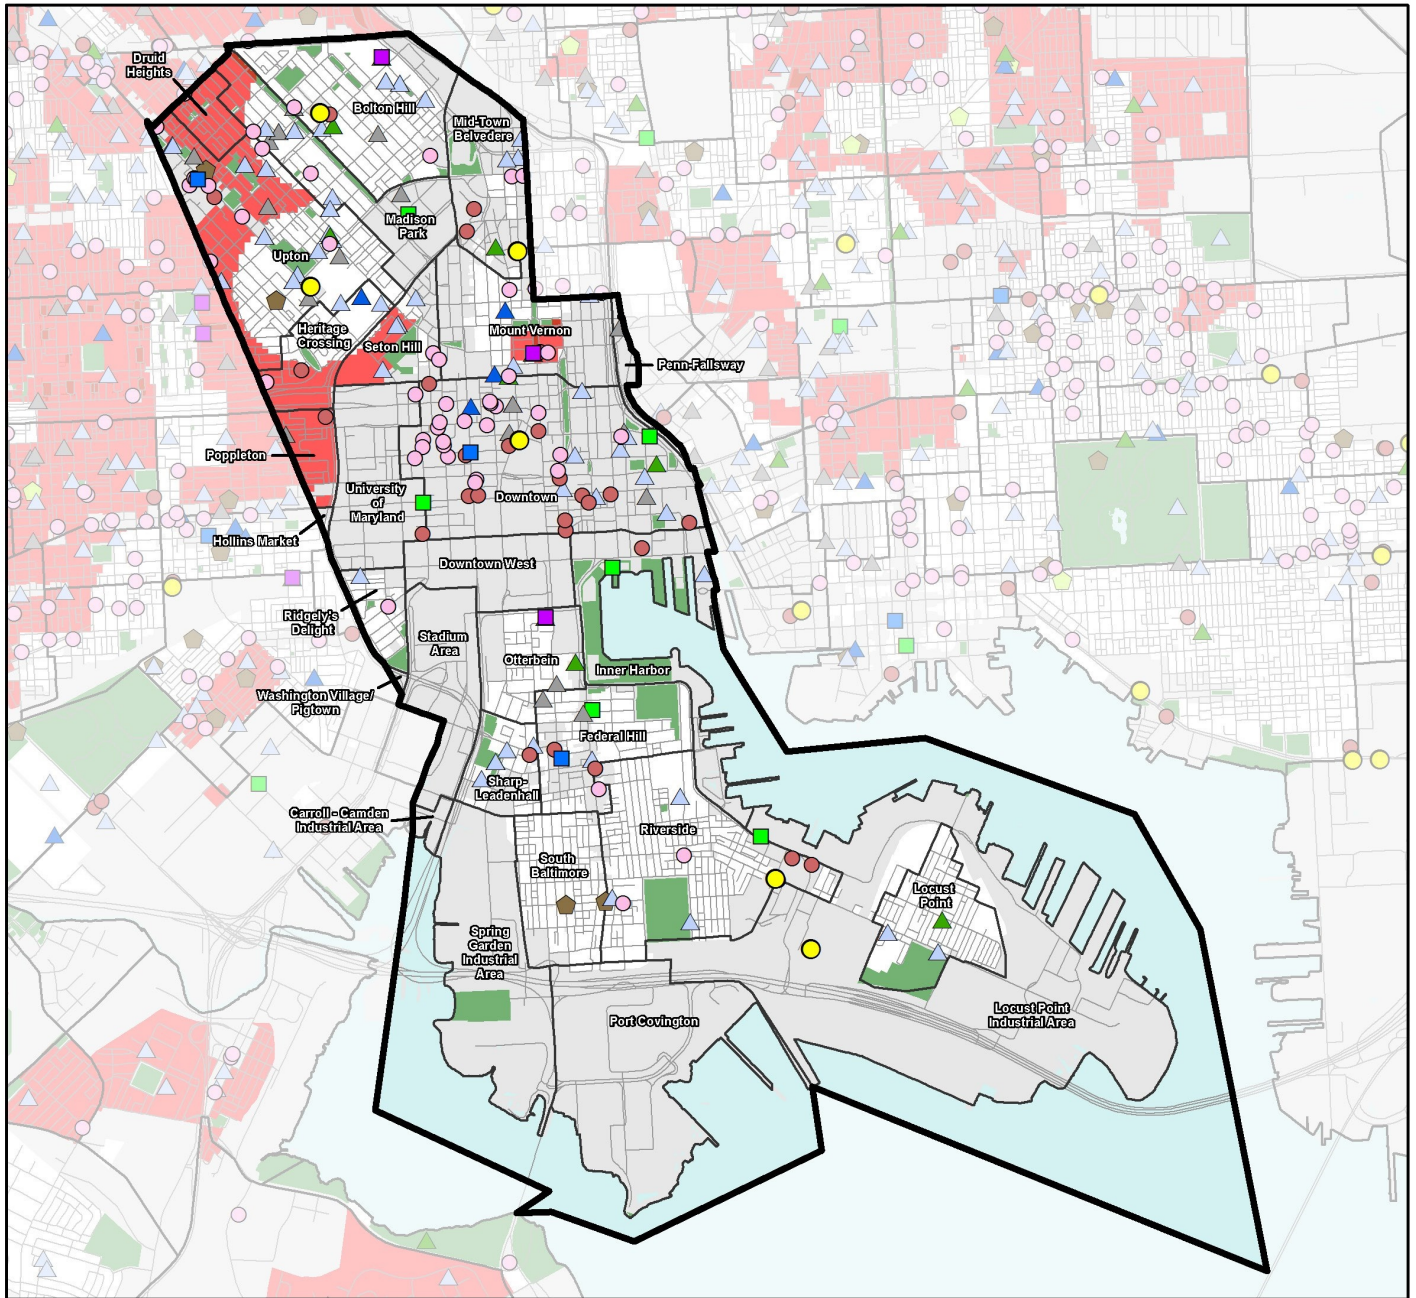 Druid
Heights
Bolton Hill
Mid-Town
Belvedere
Madison
Park
Upton
Heritage
Crossing
Seton Hill
Mount Vernon
Penn-Fallsway
Poppleton
University
of
Maryland
Downtown
Hollins Market
Downtown West
Ridgely's
Delight
Stadium
Area
Otterbein
Inner Harbor
Washington Village/
Pigtown
Federal Hill
Sharp-
Leadenhall
Carroll - Camden
Industrial Area
Riverside
South
Baltimore
Locust
Point
Spring
Garden
Industrial
Area
Port Covington
Locust Point
Industrial Area